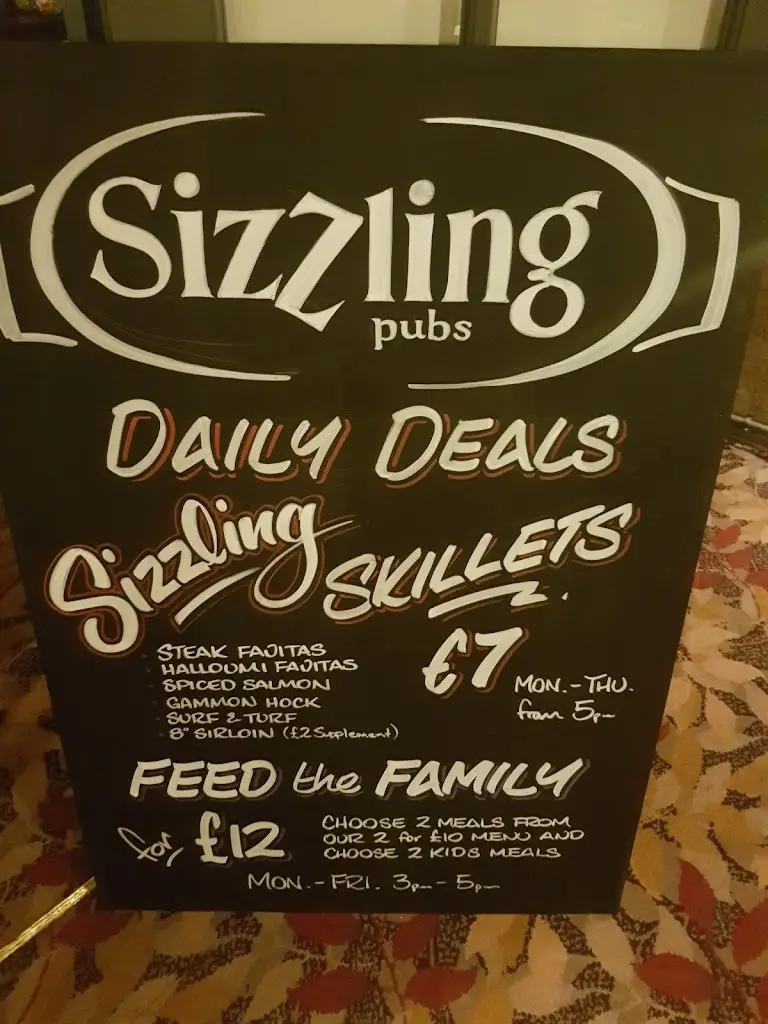 Sizzling
pubs
DAILY DEALS
Sizzling SKILLETS
£7
MON.-THU.
from 5pm
STEAK FAJITAS
HALLOUMI FAJITAS
SPICED SALMON
GAMMON HOCK
SURF & TURF
8" SIRLOIN (£2 Supplement)
FEED the FAMILY
for £12
CHOOSE 2 MEALS FROM
OUR 2 for £10 MENU AND
CHOOSE 2 KIDS MEALS
MON.-FRI. 3pm-5pm